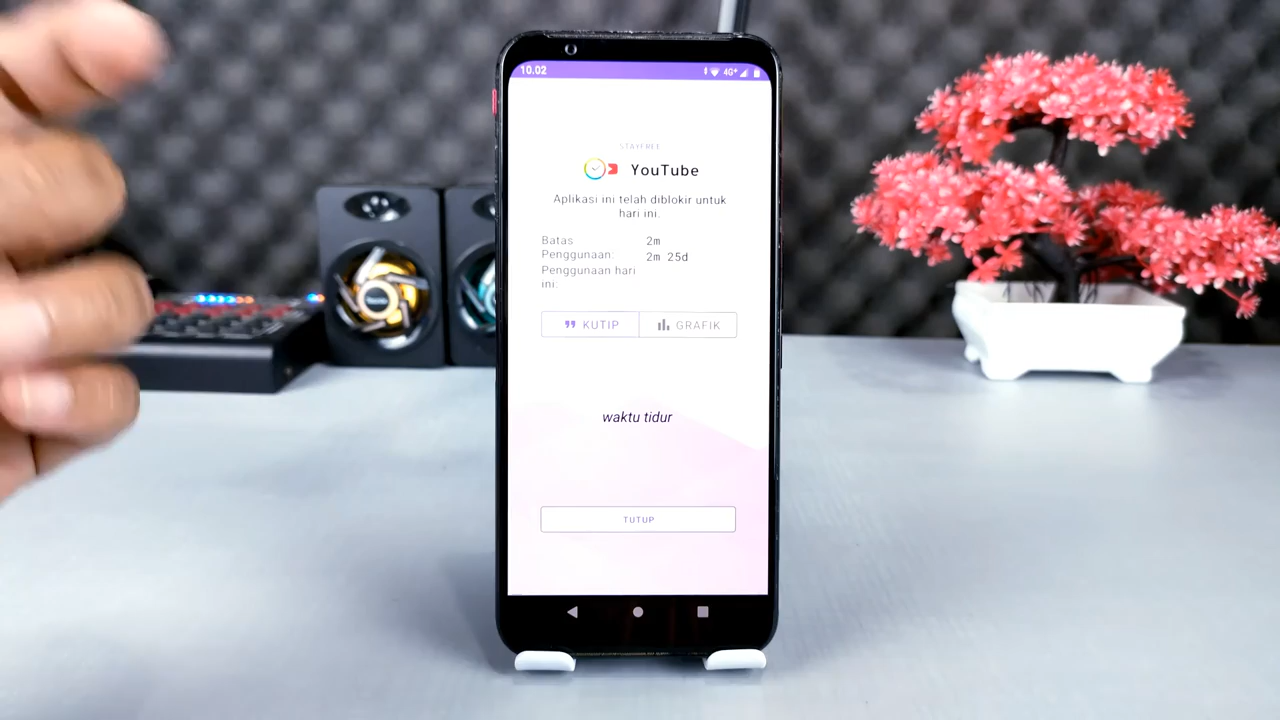 10.02
4G+
STAYFREE
YouTube
Aplikasi ini telah diblokir untuk
hari ini.
Batas
Penggunaan:
2m
Penggunaan hari
ini:
2m 25d
KUTIP
GRAFIK
waktu tidur
TUTUP